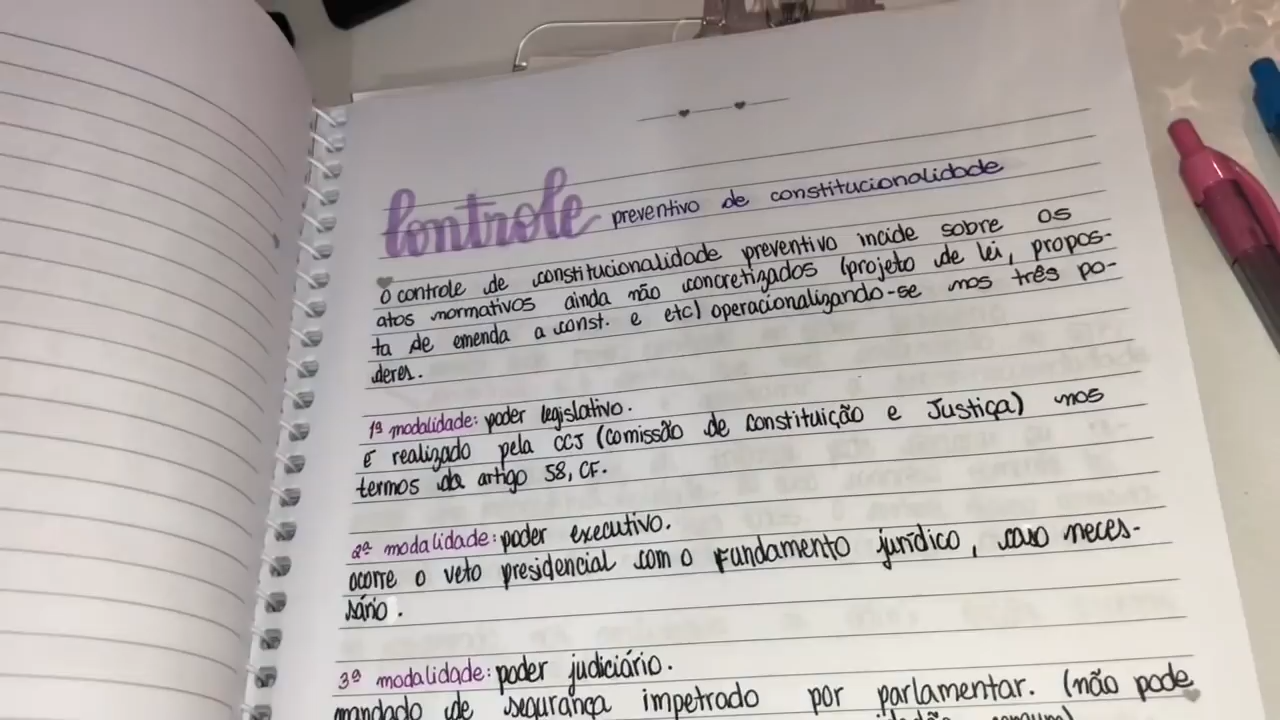 Controle preventivo de constitucionalidade
O controle de constitucionalidade preventivo incide sobre os
atos normativos ainda não concretizados (projeto de lei, propos-
ta de emenda a const. e etc) operacionalizando-se nos três po-
deres.
1ª modalidade: poder legislativo.
É realizado pela CCJ (Comissão de Constituição e Justiça) nos
termos do artigo 58, CF.
2ª modalidade: poder executivo.
ocorre o veto presidencial com o Fundamento jurídico, caso neces-
sário.
3ª modalidade: poder judiciário.
mandado de segurança impetrado por parlamentar. (não pode